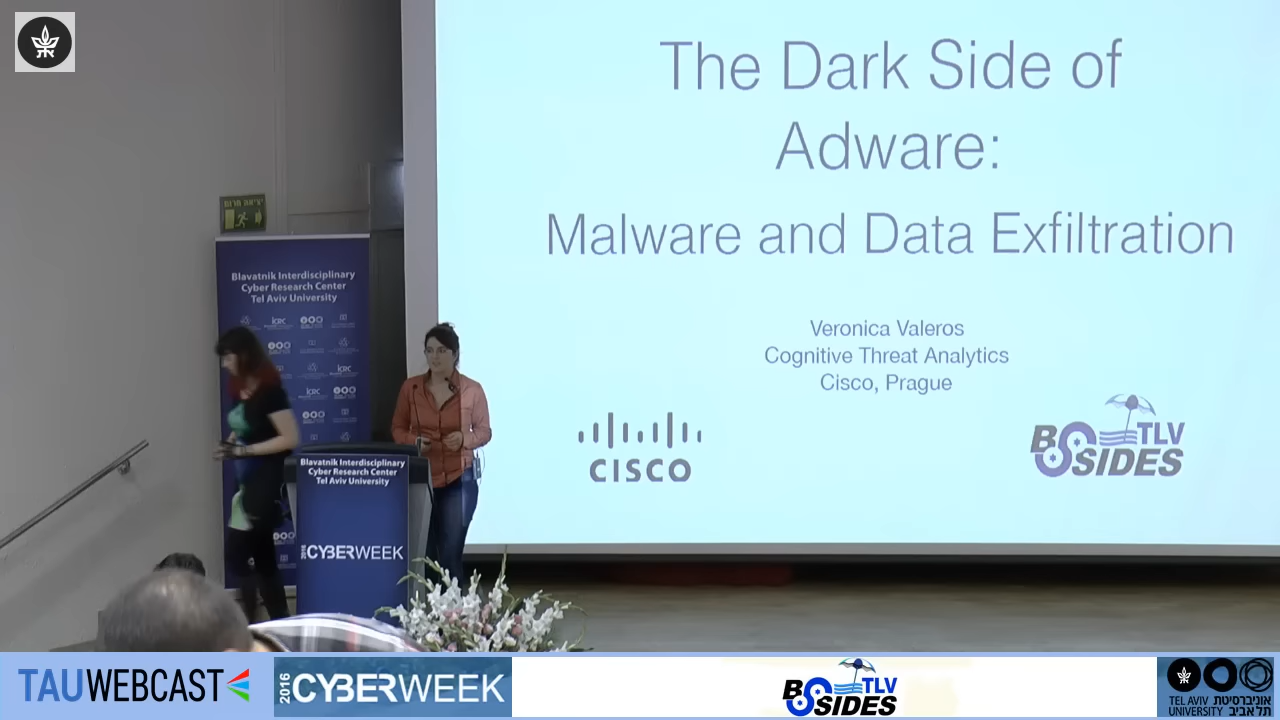 The Dark Side of
Adware:
Malware and Data Exfiltration
Veronica Valeros
Cognitive Threat Analytics
Cisco, Prague
CISCO
BSIDES
TLV
יציאת חירום
Blavatnik Interdisciplinary
Cyber Research Center
Tel Aviv University
Blavatnik Interdisciplinary
Cyber Research Center
Tel Aviv University
2016 CYBERWEEK
TAUWEBCAST
2016 CYBERWEEK
BSIDES
TLV
TEL AVIV
UNIVERSITY
אוניברסיטת
תל אביב